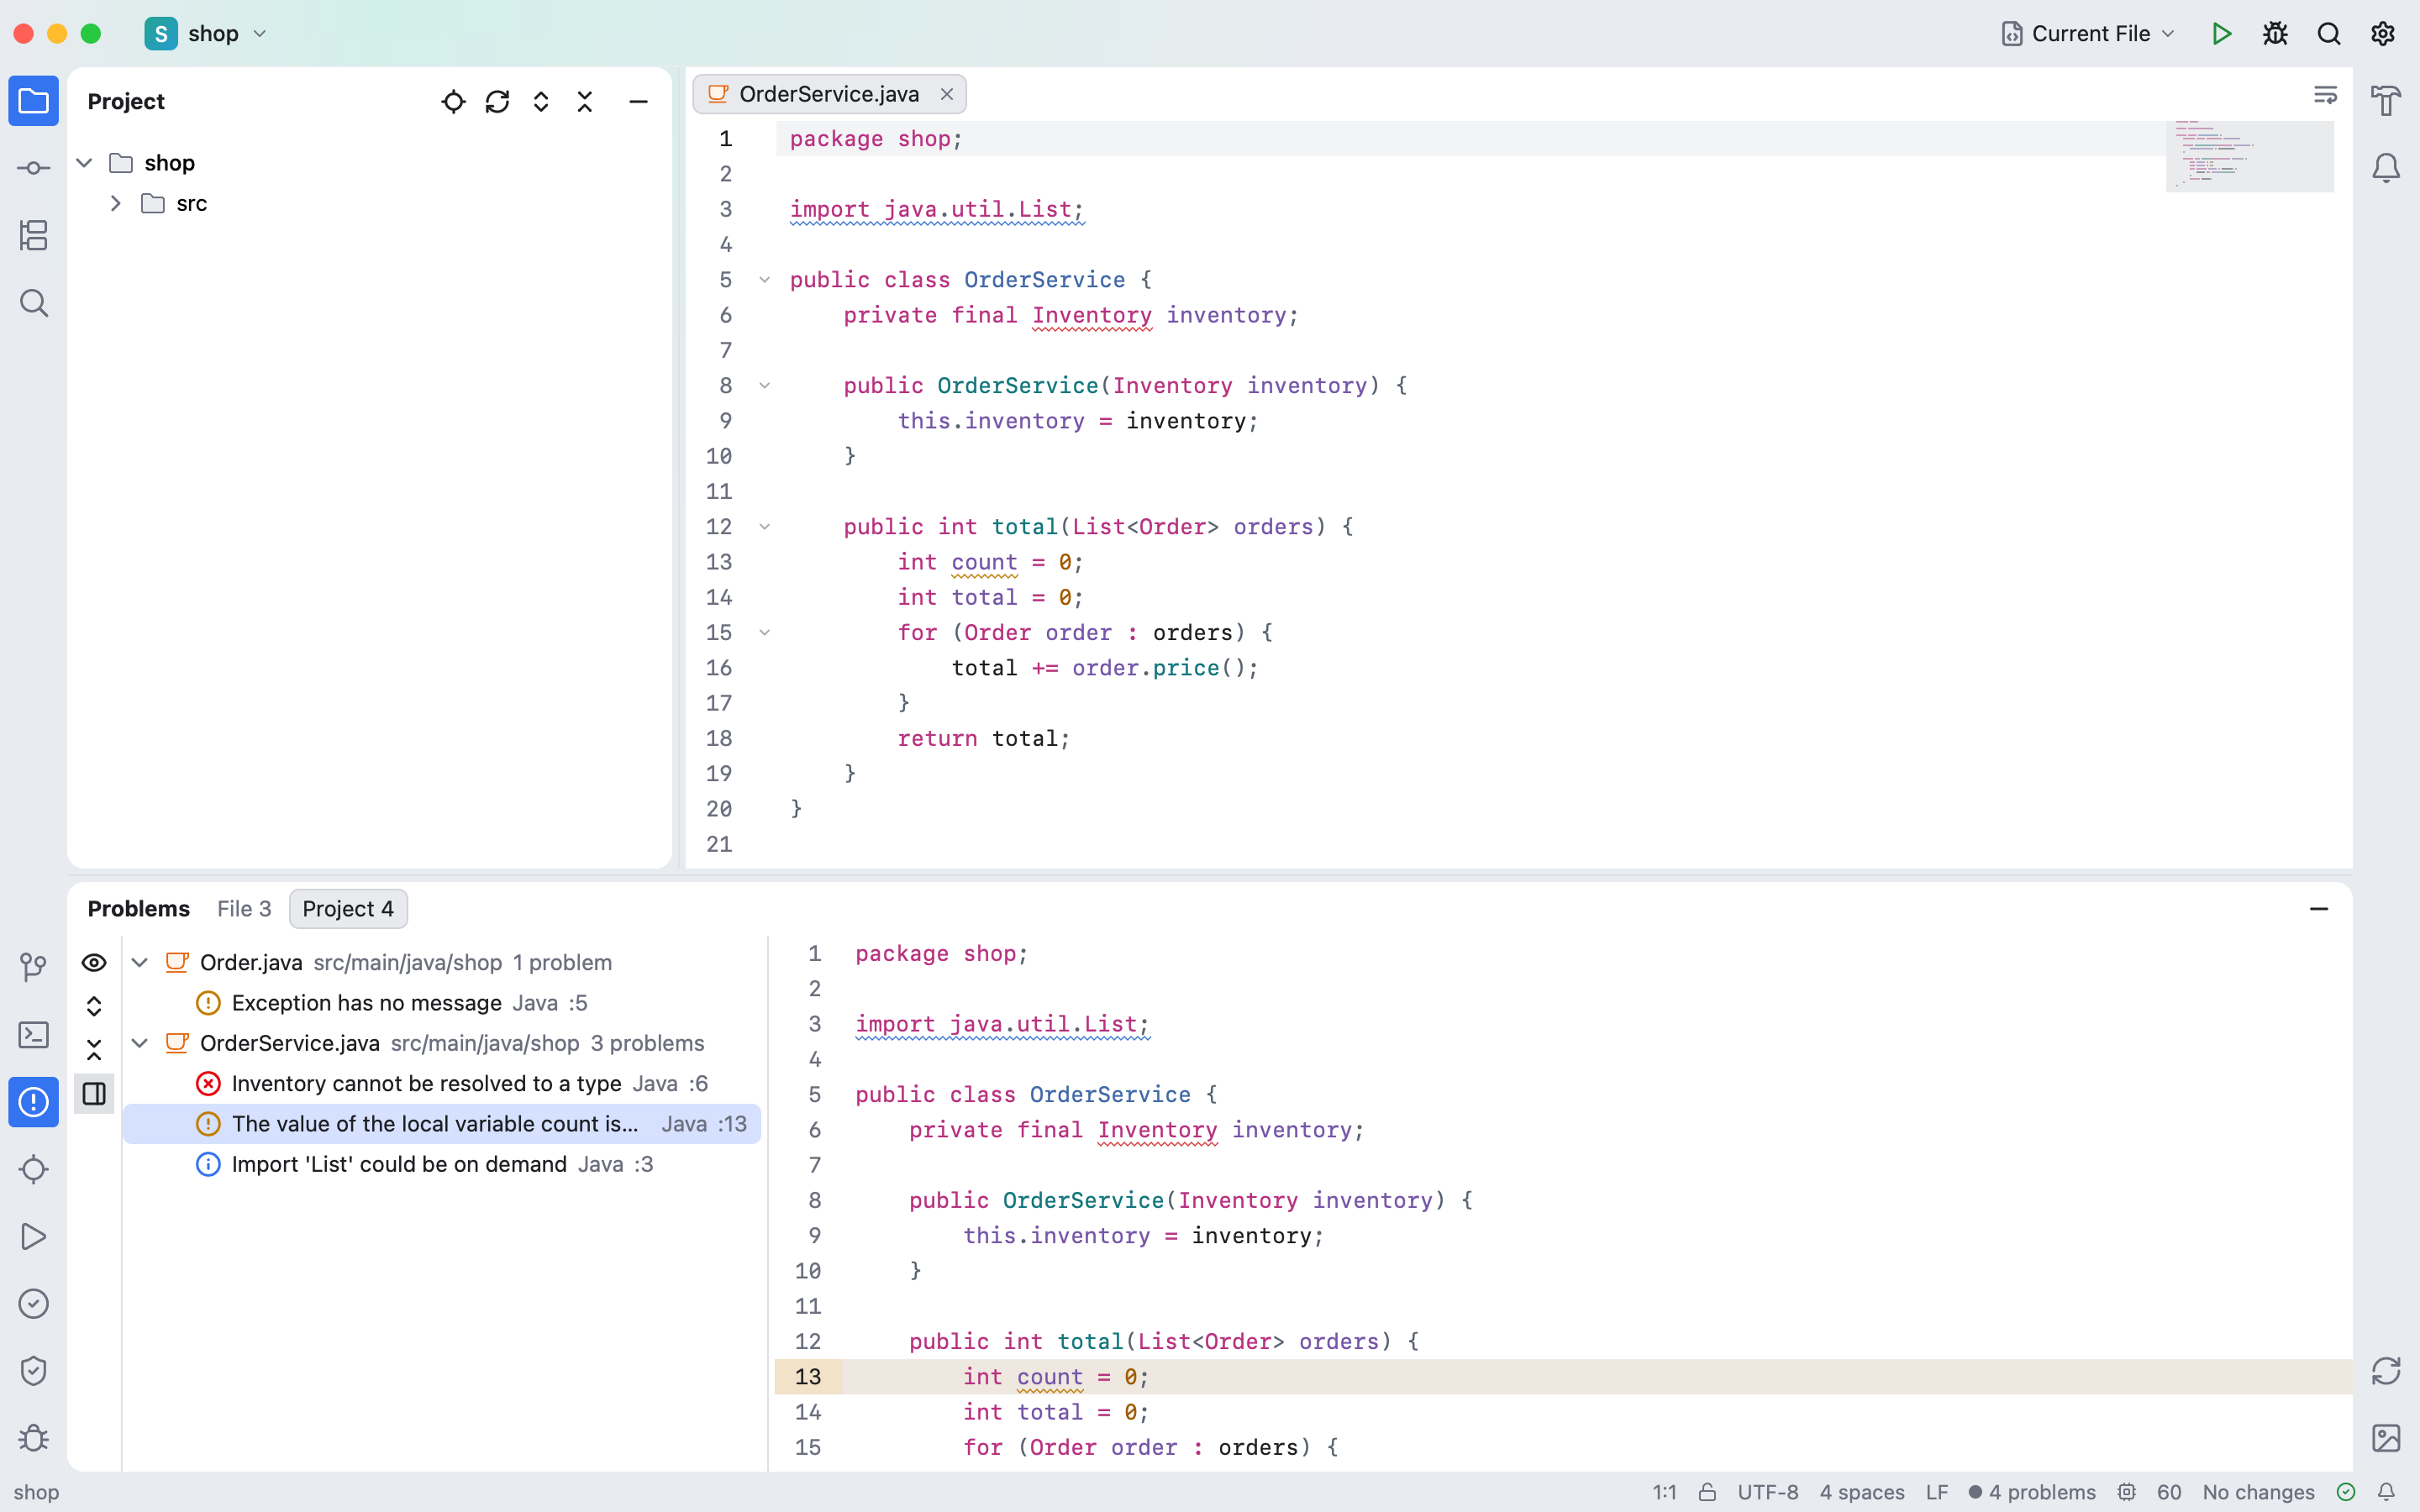 S shop
Current File
Project
shop
src
OrderService.java
1 package shop;
2
3 import java.util.List;
4
5 public class OrderService {
6 private final Inventory inventory;
7
8 public OrderService(Inventory inventory) {
9 this.inventory = inventory;
10 }
11
12 public int total(List<Order> orders) {
13 int count = 0;
14 int total = 0;
15 for (Order order : orders) {
16 total += order.price();
17 }
18 return total;
19 }
20 }
21
Problems File 3 Project 4
Order.java src/main/java/shop 1 problem
Exception has no message Java :5
OrderService.java src/main/java/shop 3 problems
Inventory cannot be resolved to a type Java :6
The value of the local variable count is... Java :13
Import 'List' could be on demand Java :3
1 package shop;
2
3 import java.util.List;
4
5 public class OrderService {
6 private final Inventory inventory;
7
8 public OrderService(Inventory inventory) {
9 this.inventory = inventory;
10 }
11
12 public int total(List<Order> orders) {
13 int count = 0;
14 int total = 0;
15 for (Order order : orders) {
shop 1:1 UTF-8 4 spaces LF 4 problems 60 No changes